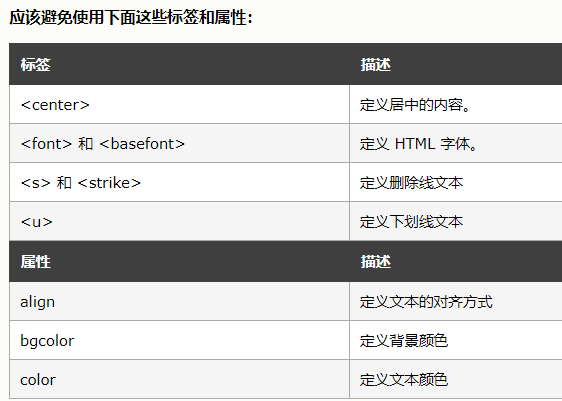 应该避免使用下面这些标签和属性：
标签 描述
<center> 定义居中的内容。
<font> 和 <basefont> 定义 HTML 字体。
<s> 和 <strike> 定义删除线文本
<u> 定义下划线文本
属性 描述
align 定义文本的对齐方式
bgcolor 定义背景颜色
color 定义文本颜色